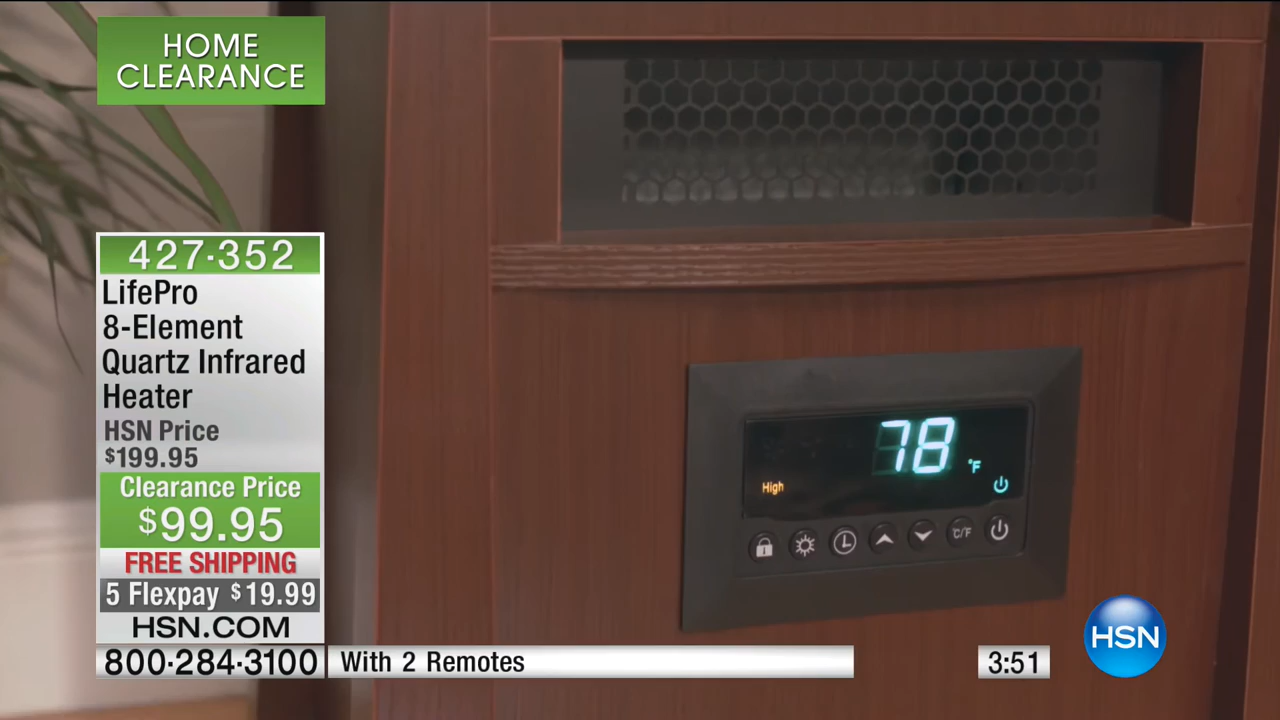 HOME
CLEARANCE
427·352
LifePro
8-Element
Quartz Infrared
Heater
HSN Price
$199.95
Clearance Price
$99.95
FREE SHIPPING
5 Flexpay $19.99
HSN.COM
800·284·3100
With 2 Remotes
3:51
HSN
78
°F
High
°C/F